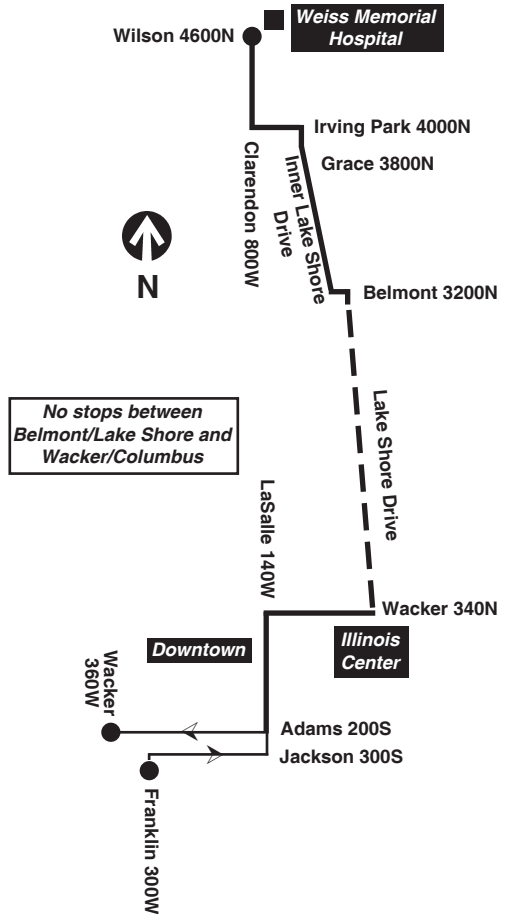 Weiss Memorial
Hospital
Wilson 4600N
Irving Park 4000N
Grace 3800N
Clarendon 800W
Inner Lake Shore
Drive
N
Belmont 3200N
No stops between
Belmont/Lake Shore and
Wacker/Columbus
Lake Shore Drive
LaSalle 140W
Wacker 340N
Downtown
Illinois
Center
Wacker
360W
Adams 200S
Jackson 300S
Franklin 300W